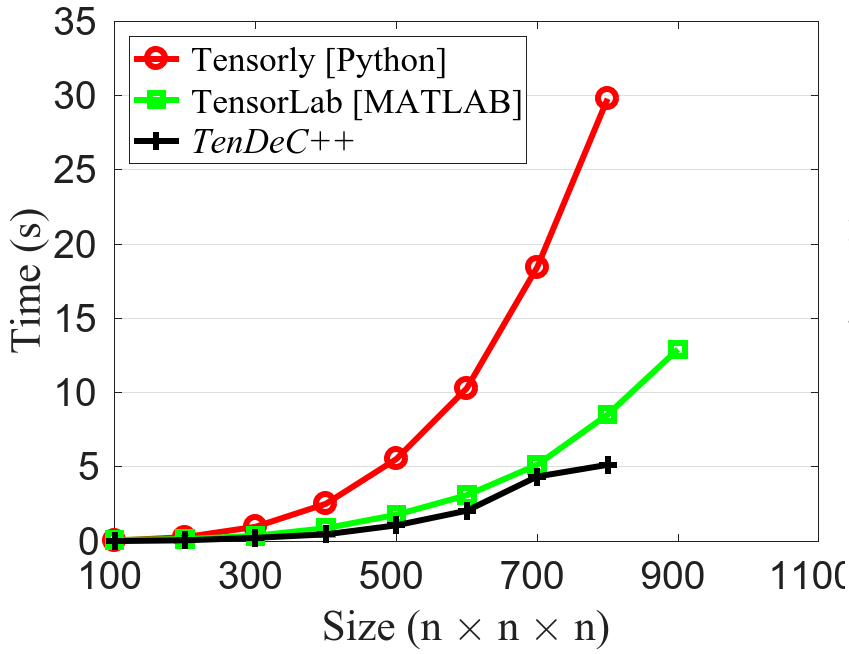 35
30
25
20
15
10
5
0
Time (s)
Tensorly [Python]
TensorLab [MATLAB]
TenDeC++
100 300 500 700 900 1100
Size (n × n × n)